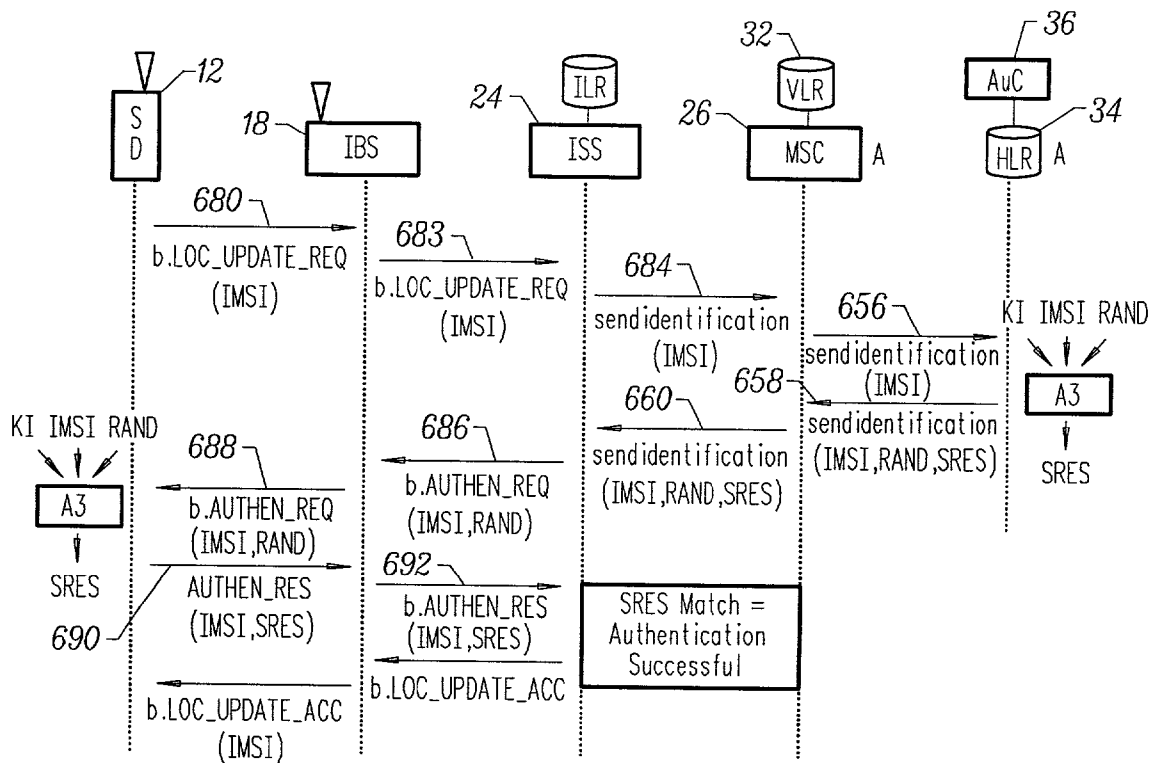 12
S
D
18
IBS
ILR
24
ISS
32
VLR
26
MSC
A
36
AuC
34
HLR
A
680
b.LOC_UPDATE_REQ
(IMSI)
683
b.LOC_UPDATE_REQ
(IMSI)
684
sendidentification
(IMSI)
656
sendidentification
(IMSI)
KI IMSI RAND
A3
SRES
658
sendidentification
(IMSI,RAND,SRES)
660
sendidentification
(IMSI,RAND,SRES)
686
b.AUTHEN_REQ
(IMSI,RAND)
688
b.AUTHEN_REQ
(IMSI,RAND)
KI IMSI RAND
A3
SRES
690
AUTHEN_RES
(IMSI,SRES)
692
b.AUTHEN_RES
(IMSI,SRES)
SRES Match =
Authentication
Successful
b.LOC_UPDATE_ACC
b.LOC_UPDATE_ACC
(IMSI)